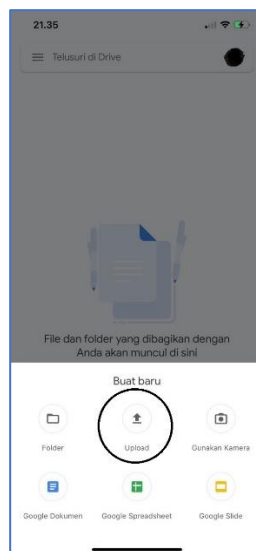 21.35
Telusuri di Drive
File dan folder yang dibagikan dengan
Anda akan muncul di sini
Buat baru
Folder
Upload
Gunakan Kamera
Google Dokumen
Google Spreadsheet
Google Slide